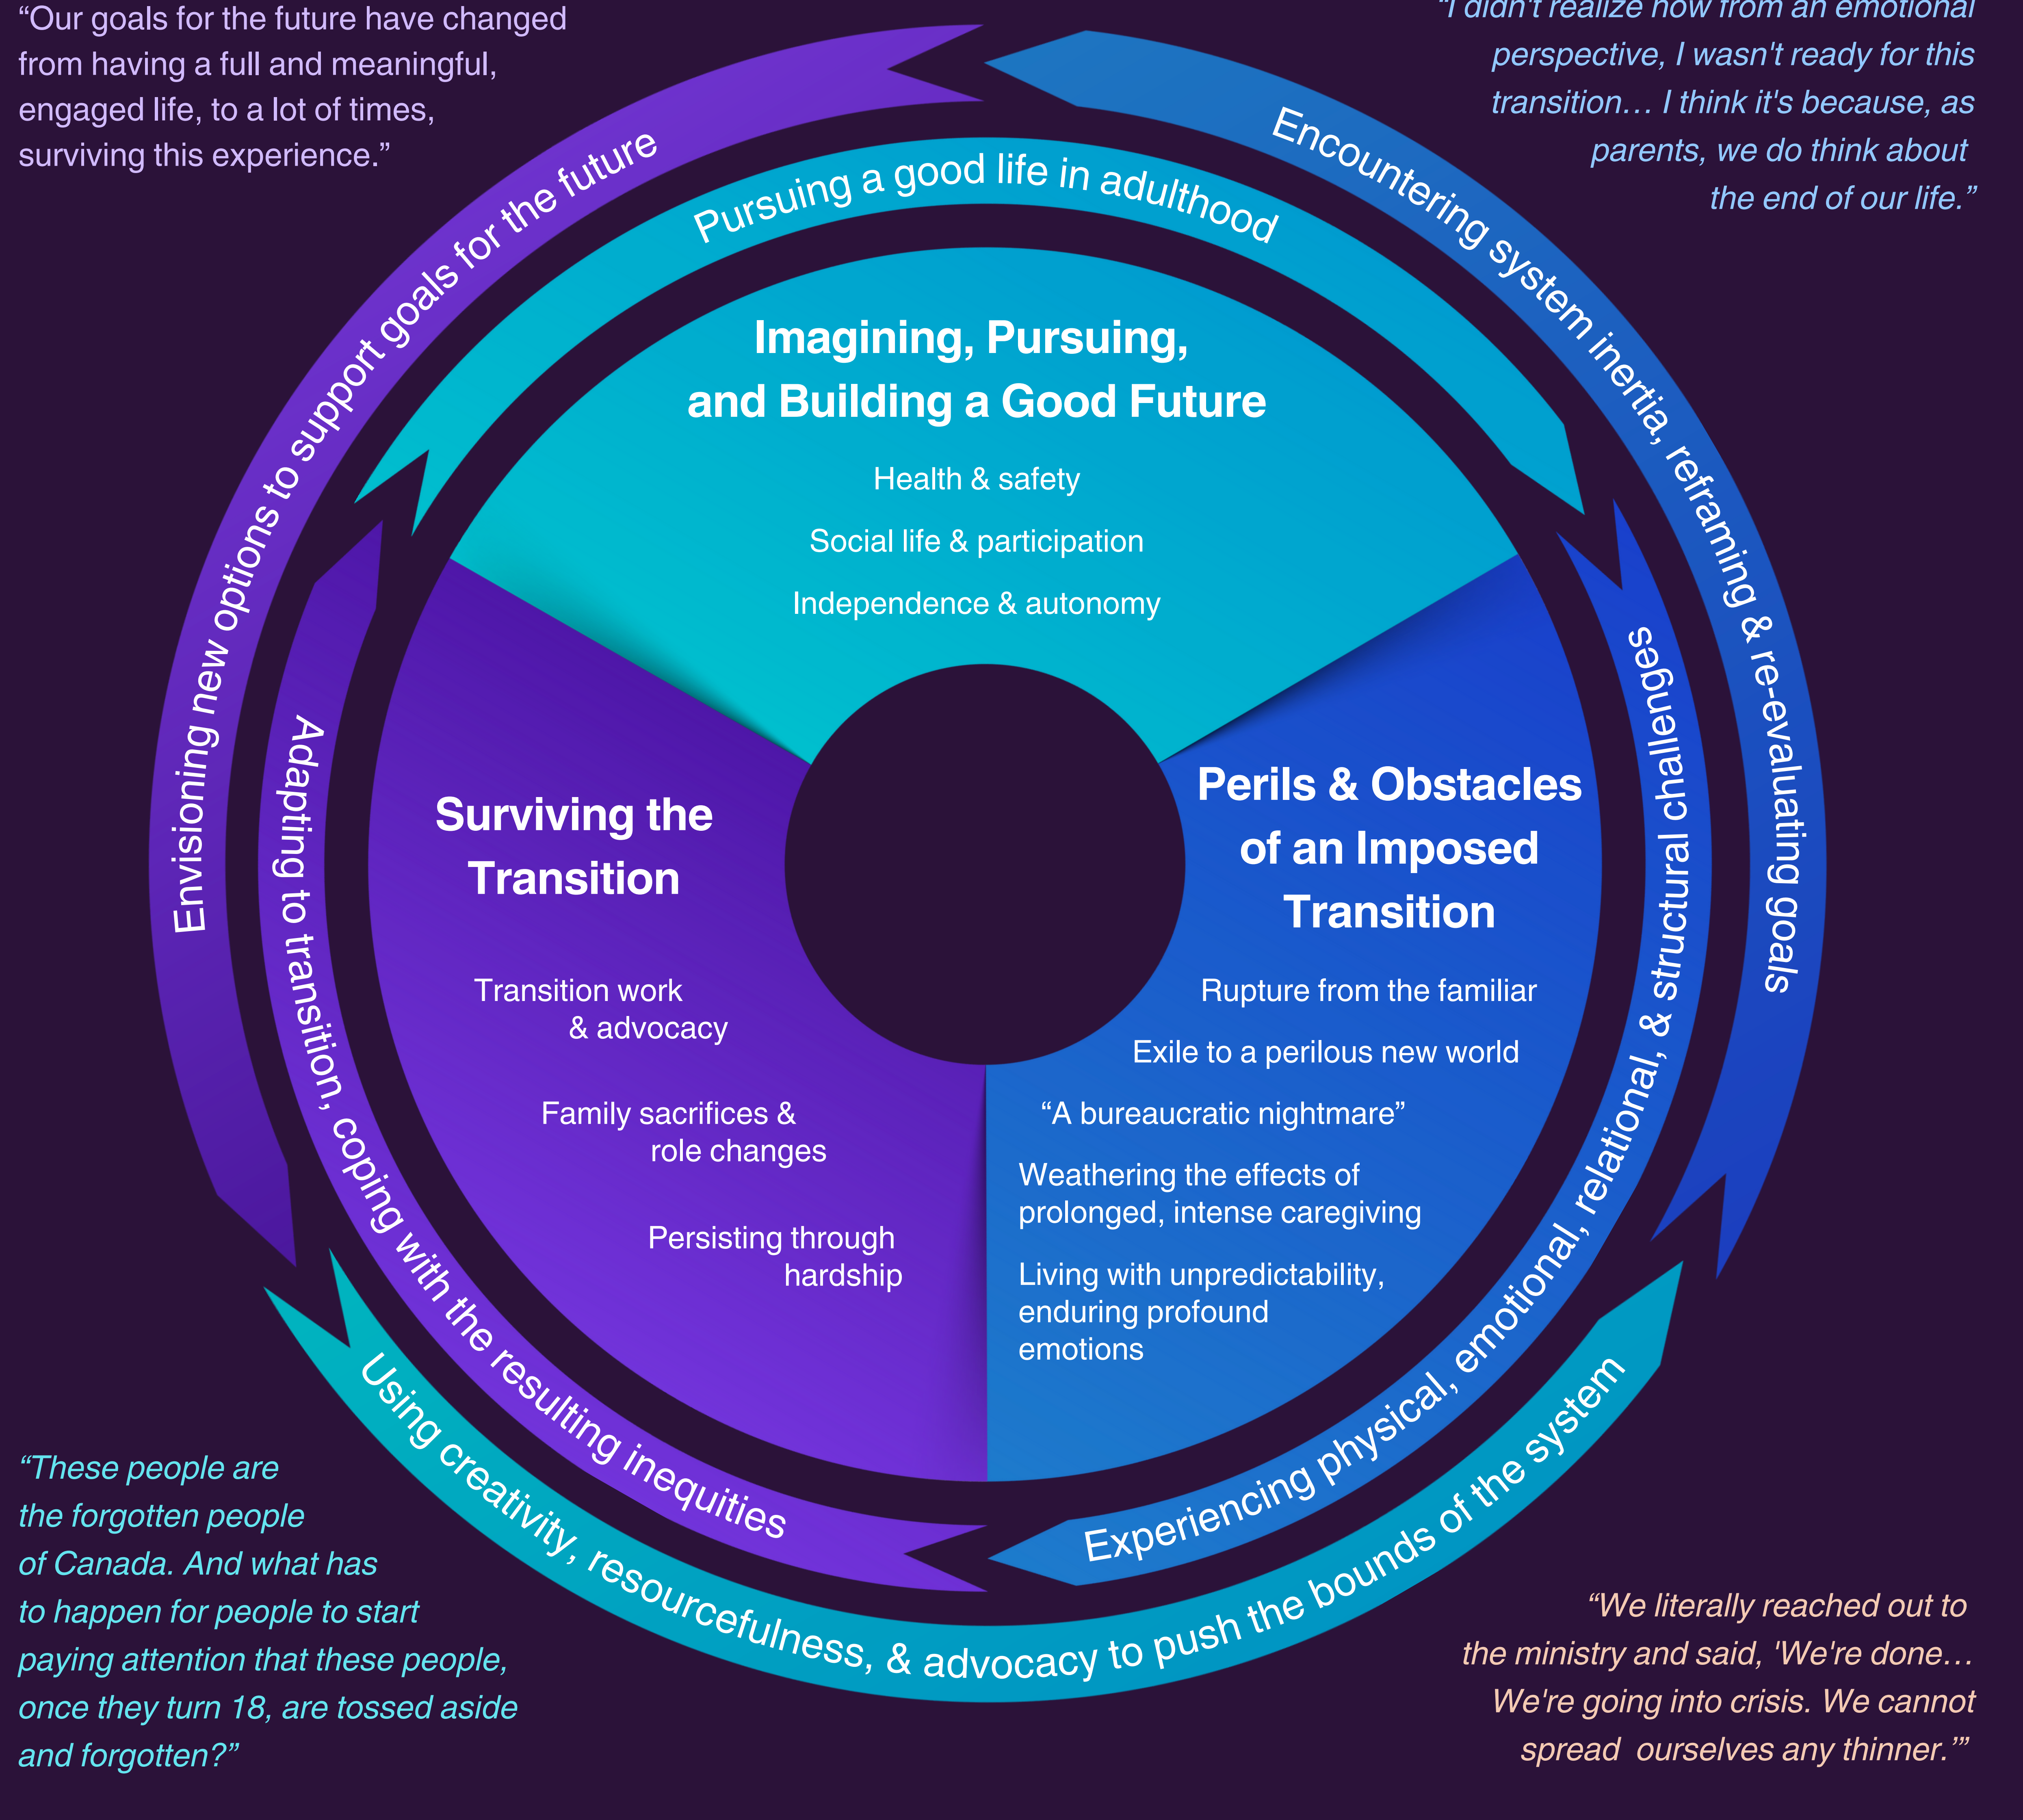 “Our goals for the future have changed
from having a full and meaningful,
engaged life, to a lot of times,
surviving this experience.”
“I didn't realize how from an emotional
perspective, I wasn't ready for this
transition… I think it's because, as
parents, we do think about
the end of our life.”
Envisioning new options to support goals for the future
Encountering system inertia, reframing & re-evaluating goals
Pursuing a good life in adulthood
Imagining, Pursuing,
and Building a Good Future
Health & safety
Social life & participation
Independence & autonomy
Adapting to transition, coping with the resulting inequities
Surviving the
Transition
Transition work
& advocacy
Family sacrifices &
role changes
Persisting through
hardship
Perils & Obstacles
of an Imposed
Transition
Rupture from the familiar
Exile to a perilous new world
“A bureaucratic nightmare”
Weathering the effects of
prolonged, intense caregiving
Living with unpredictability,
enduring profound
emotions
Experiencing physical, emotional, relational, & structural challenges
Using creativity, resourcefulness, & advocacy to push the bounds of the system
“These people are
the forgotten people
of Canada. And what has
to happen for people to start
paying attention that these people,
once they turn 18, are tossed aside
and forgotten?”
“We literally reached out to
the ministry and said, 'We're done…
We're going into crisis. We cannot
spread  ourselves any thinner.’”